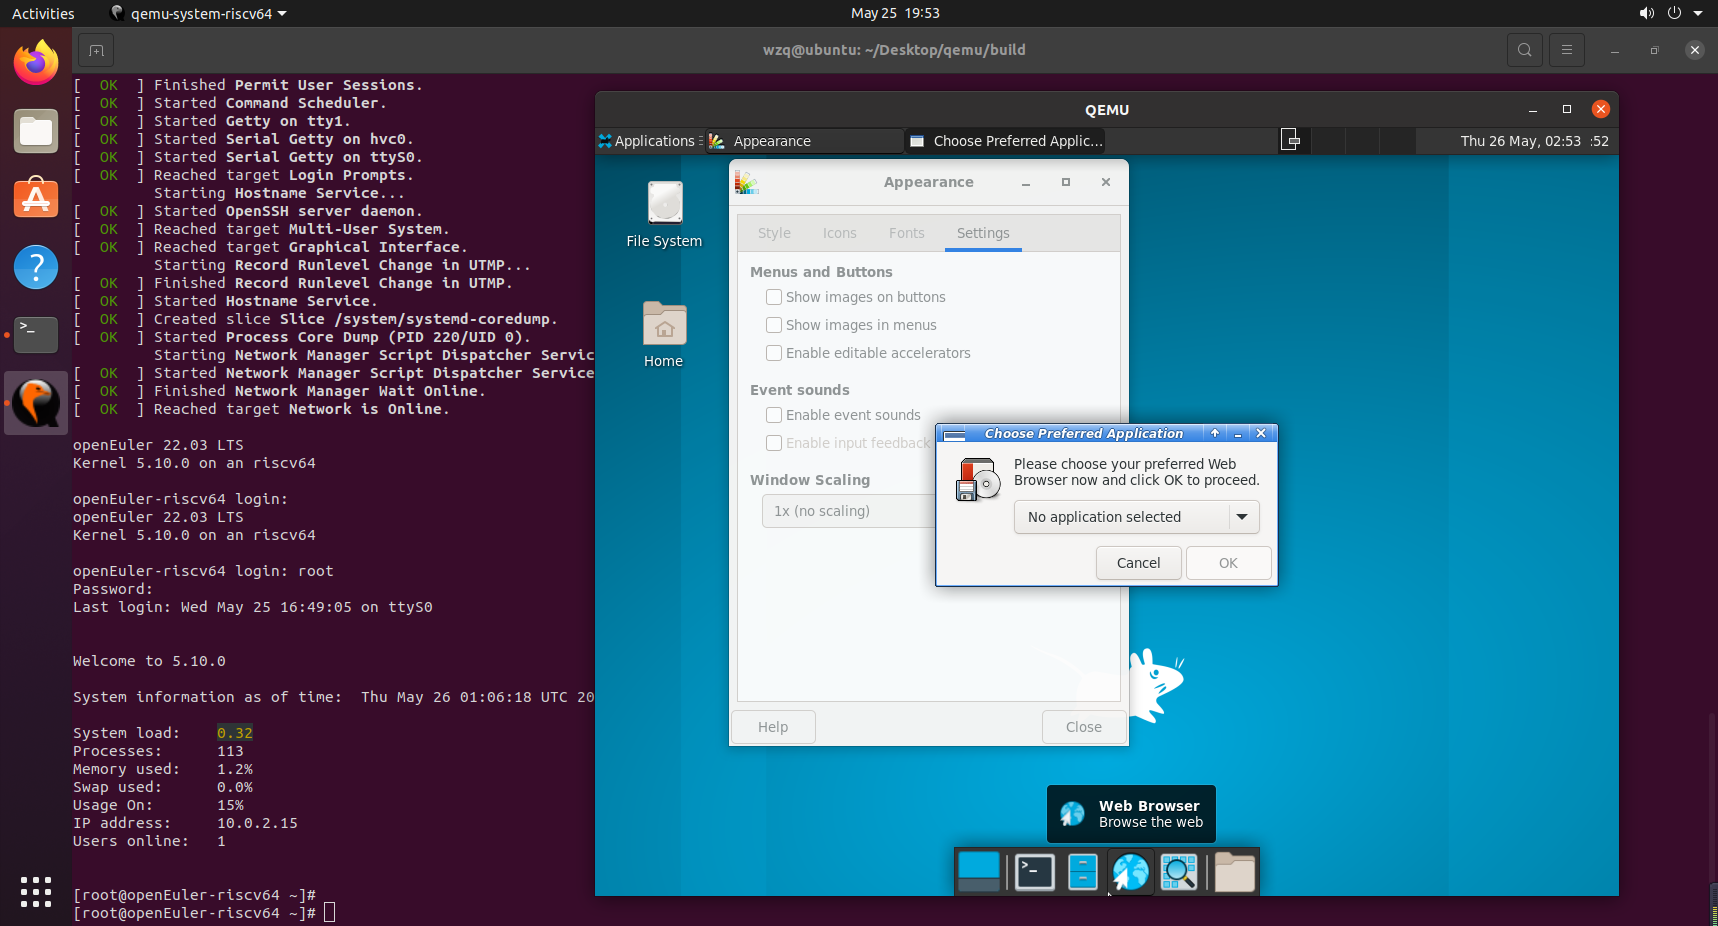 Activities
qemu-system-riscv64
May 25 19:53
wzq@ubuntu: ~/Desktop/qemu/build
[  OK  ] Finished Permit User Sessions.
[  OK  ] Started Command Scheduler.
[  OK  ] Started Getty on tty1.
[  OK  ] Started Serial Getty on hvc0.
[  OK  ] Started Serial Getty on ttyS0.
[  OK  ] Reached target Login Prompts.
Starting Hostname Service...
[  OK  ] Started OpenSSH server daemon.
[  OK  ] Reached target Multi-User System.
[  OK  ] Reached target Graphical Interface.
Starting Record Runlevel Change in UTMP...
[  OK  ] Finished Record Runlevel Change in UTMP.
[  OK  ] Started Hostname Service.
[  OK  ] Created slice Slice /system/systemd-coredump.
[  OK  ] Started Process Core Dump (PID 220/UID 0).
Starting Network Manager Script Dispatcher Servic
[  OK  ] Started Network Manager Script Dispatcher Service
[  OK  ] Finished Network Manager Wait Online.
[  OK  ] Reached target Network is Online.
openEuler 22.03 LTS
Kernel 5.10.0 on an riscv64
openEuler-riscv64 login:
openEuler 22.03 LTS
Kernel 5.10.0 on an riscv64
openEuler-riscv64 login: root
Password:
Last login: Wed May 25 16:49:05 on ttyS0
Welcome to 5.10.0
System information as of time:  Thu May 26 01:06:18 UTC 20
System load:    0.32
Processes:      113
Memory used:    1.2%
Swap used:      0.0%
Usage On:       15%
IP address:     10.0.2.15
Users online:   1
[root@openEuler-riscv64 ~]#
[root@openEuler-riscv64 ~]#
QEMU
Applications
Appearance
Choose Preferred Applic...
Thu 26 May, 02:53 :52
File System
Home
Appearance
Style
Icons
Fonts
Settings
Menus and Buttons
Show images on buttons
Show images in menus
Enable editable accelerators
Event sounds
Enable event sounds
Enable input feedback
Window Scaling
1x (no scaling)
Help
Close
Choose Preferred Application
Please choose your preferred Web
Browser now and click OK to proceed.
No application selected
Cancel
OK
Web Browser
Browse the web